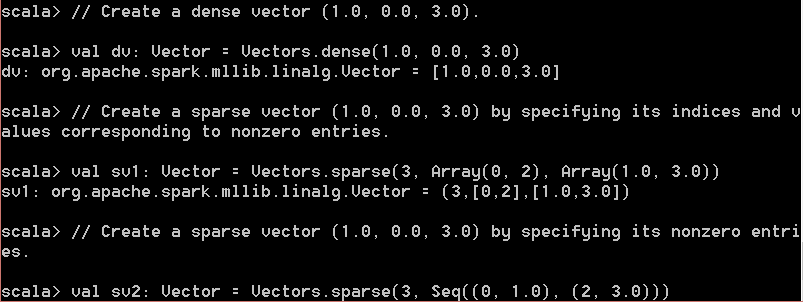 scala> // Create a dense vector (1.0, 0.0, 3.0).
scala> val dv: Vector = Vectors.dense(1.0, 0.0, 3.0)
dv: org.apache.spark.mllib.linalg.Vector = [1.0,0.0,3.0]
scala> // Create a sparse vector (1.0, 0.0, 3.0) by specifying its indices and v
alues corresponding to nonzero entries.
scala> val sv1: Vector = Vectors.sparse(3, Array(0, 2), Array(1.0, 3.0))
sv1: org.apache.spark.mllib.linalg.Vector = (3,[0,2],[1.0,3.0])
scala> // Create a sparse vector (1.0, 0.0, 3.0) by specifying its nonzero entri
es.
scala> val sv2: Vector = Vectors.sparse(3, Seq((0, 1.0), (2, 3.0)))